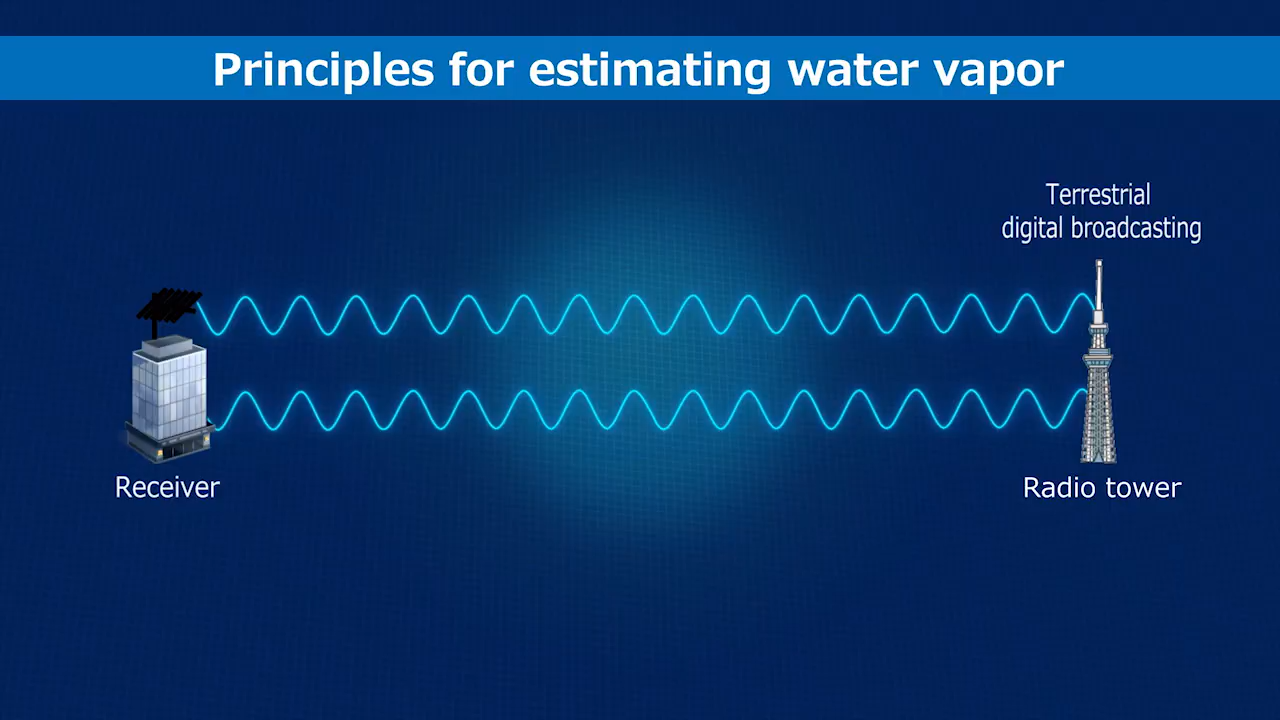 Principles for estimating water vapor
Terrestrial
digital broadcasting
Receiver
Radio tower